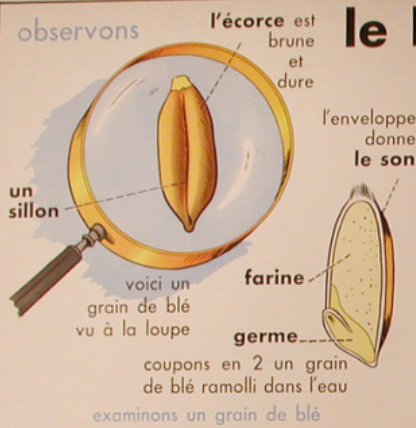 observons
l'écorce est
brune
et
dure
le
l'enveloppe
donne
le son
un
sillon
voici un
grain de blé
vu à la loupe
farine
germe
coupons en 2 un grain
de blé ramolli dans l'eau
examinons un grain de blé